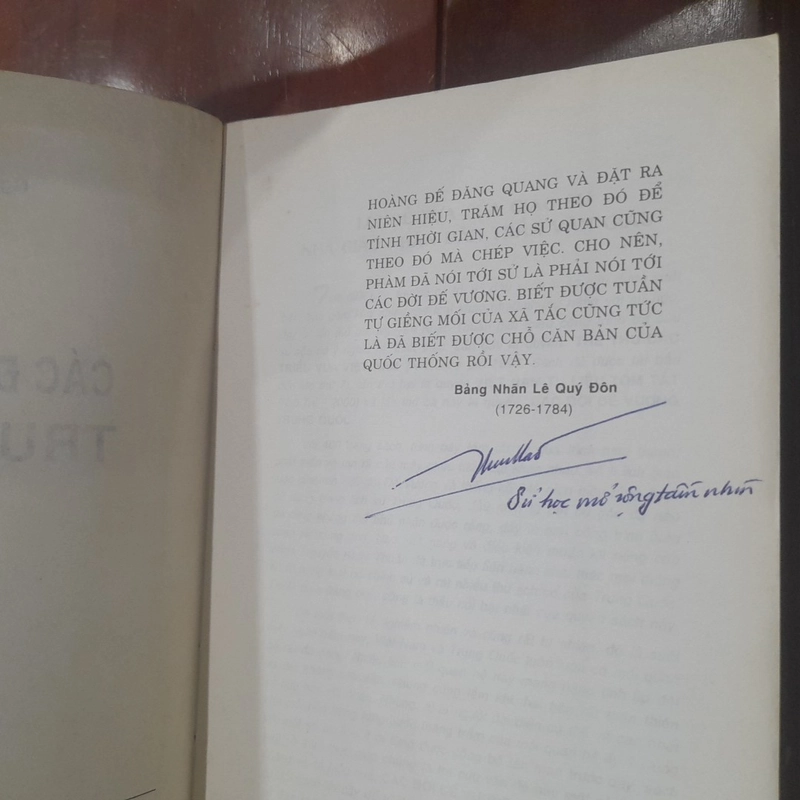 CÁC Đ
TRU
HOÀNG ĐẾ ĐĂNG QUANG VÀ ĐẶT RA
NIÊN HIỆU, TRĂM HỌ THEO ĐÓ ĐỂ
TÍNH THỜI GIAN, CÁC SỬ QUAN CŨNG
THEO ĐÓ MÀ CHÉP VIỆC. CHO NÊN,
PHÀM ĐÃ NÓI TỚI SỬ LÀ PHẢI NÓI TỚI
CÁC ĐỜI ĐẾ VƯƠNG. BIẾT ĐƯỢC TUẦN
TỰ GIỀNG MỐI CỦA XÃ TẮC CŨNG TỨC
LÀ ĐÃ BIẾT ĐƯỢC CHỖ CĂN BẢN CỦA
QUỐC THỐNG RỒI VẬY.
Bảng Nhãn Lê Quý Đôn
(1726-1784)
Sử học mở rộng tầm nhìn